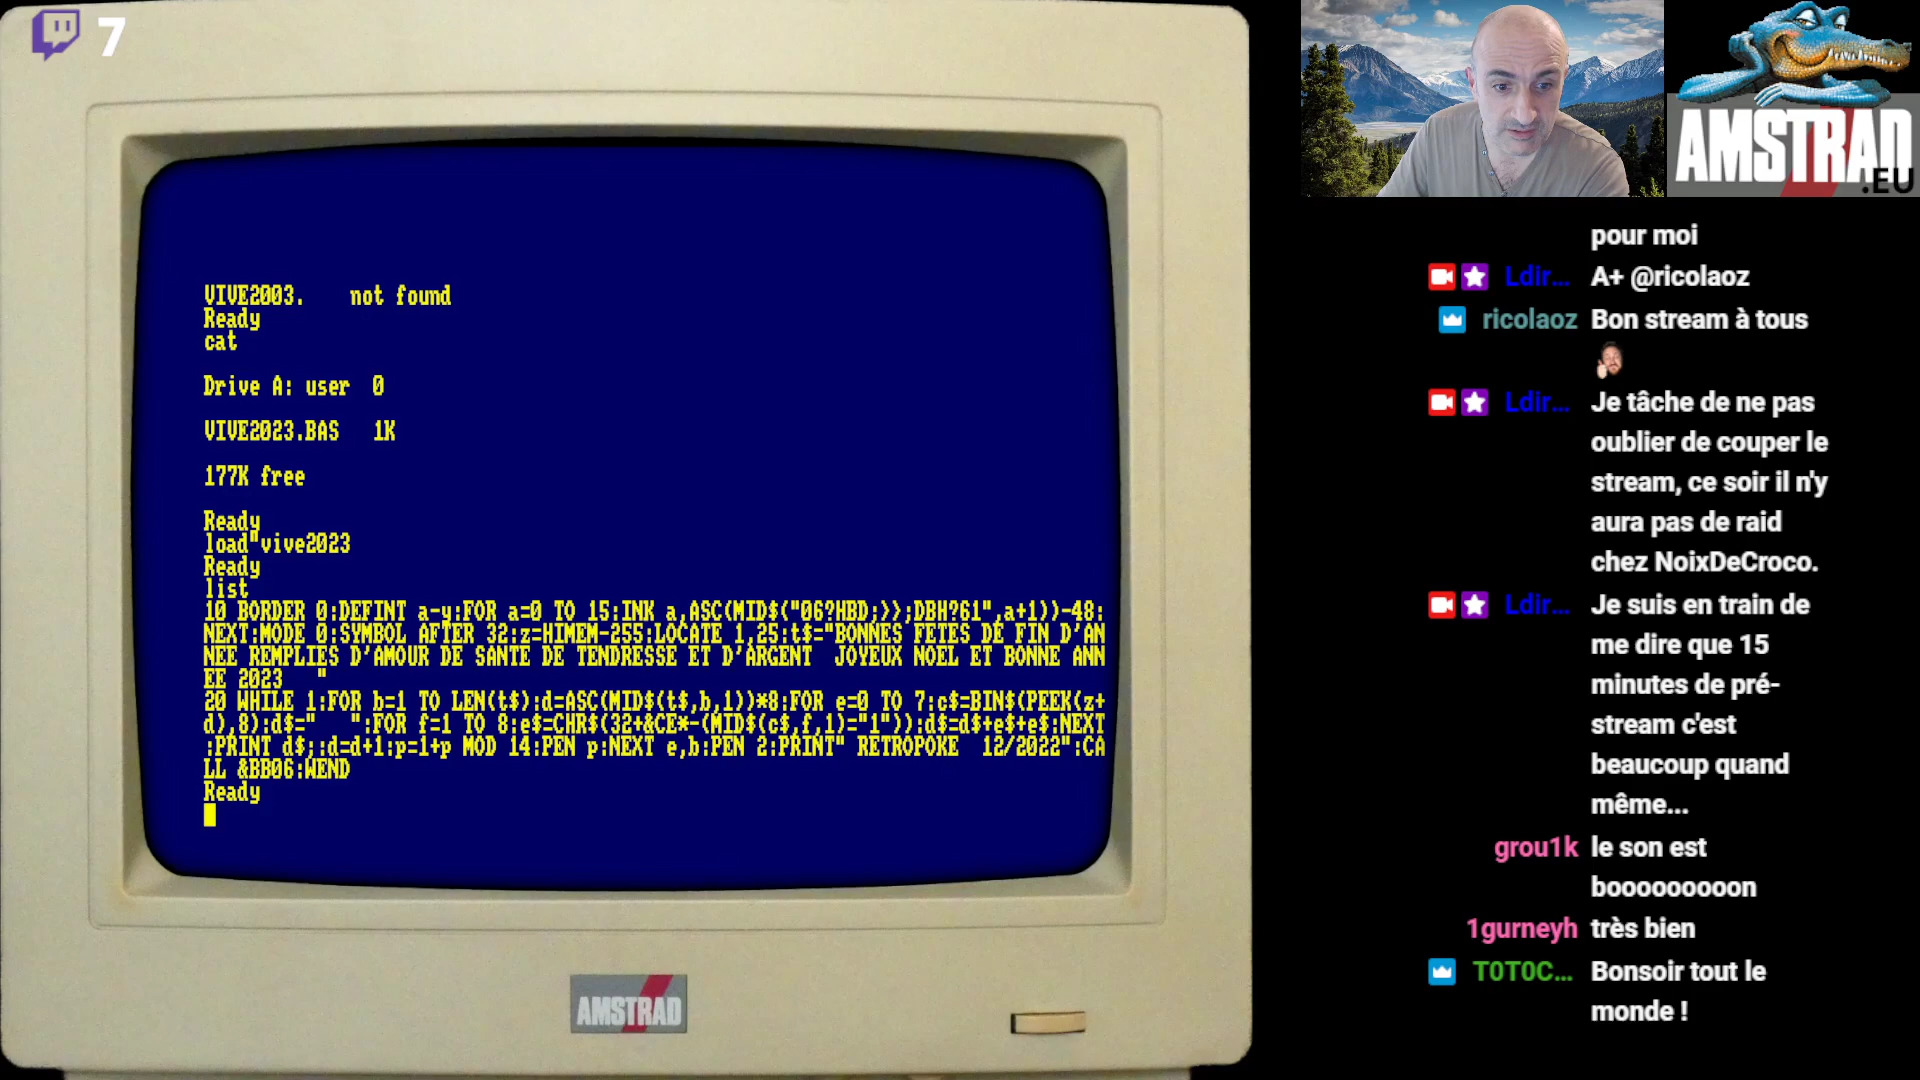 7
VIVE2003.    not found
Ready
cat
Drive A: user  0
VIVE2023.BAS   1K
177K free
Ready
load"vive2023
Ready
list
10 BORDER 0:DEFINT a-y:FOR a=0 TO 15:INK a,ASC(MID$("06?HBD;}};DBH?61",a+1))-48:
NEXT:MODE 0:SYMBOL AFTER 32:z=HIMEM-255:LOCATE 1,25:t$="BONNES FETES DE FIN D'AN
NEE REMPLIES D'AMOUR DE SANTE DE TENDRESSE ET D'ARGENT  JOYEUX NOEL ET BONNE ANN
EE 2023   "
20 WHILE 1:FOR b=1 TO LEN(t$):d=ASC(MID$(t$,b,1))*8:FOR e=0 TO 7:c$=BIN$(PEEK(z+
d),8):d$="   ":FOR f=1 TO 8:e$=CHR$(32+&CE*-(MID$(c$,f,1)="1")):d$=d$+e$+e$:NEXT
:PRINT d$;:d=d+1:p=1+p MOD 14:PEN p:NEXT e,b:PEN 2:PRINT" RETROPOKE  12/2022":CA
LL &BB06:WEND
Ready
AMSTRAD
AMSTRAD
.EU
pour moi
Ldir... A+ @ricolaoz
ricolaoz Bon stream à tous
Ldir... Je tâche de ne pas
oublier de couper le
stream, ce soir il n'y
aura pas de raid
chez NoixDeCroco.
Ldir... Je suis en train de
me dire que 15
minutes de pré-
stream c'est
beaucoup quand
même...
grou1k le son est
booooooooon
1gurneyh très bien
T0T0C... Bonsoir tout le
monde !